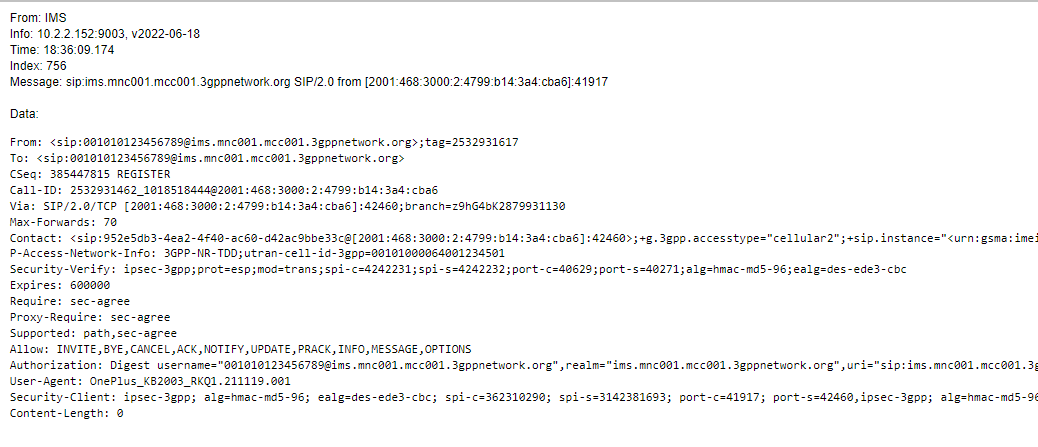 From: IMS
Info: 10.2.2.152:9003, v2022-06-18
Time: 18:36:09.174
Index: 756
Message: sip:ims.mnc001.mcc001.3gppnetwork.org SIP/2.0 from [2001:468:3000:2:4799:b14:3a4:cba6]:41917
Data:
From: <sip:001010123456789@ims.mnc001.mcc001.3gppnetwork.org>;tag=2532931617
To: <sip:001010123456789@ims.mnc001.mcc001.3gppnetwork.org>
CSeq: 385447815 REGISTER
Call-ID: 2532931462_1018518444@2001:468:3000:2:4799:b14:3a4:cba6
Via: SIP/2.0/TCP [2001:468:3000:2:4799:b14:3a4:cba6]:42460;branch=z9hG4bK2879931130
Max-Forwards: 70
Contact: <sip:952e5db3-4ea2-4f40-ac60-d42ac9bbe33c@[2001:468:3000:2:4799:b14:3a4:cba6]:42460>;+g.3gpp.accesstype="cellular2";+sip.instance="<urn:gsma:imei
P-Access-Network-Info: 3GPP-NR-TDD;utran-cell-id-3gpp=00101000064001234501
Security-Verify: ipsec-3gpp;prot=esp;mod=trans;spi-c=4242231;spi-s=4242232;port-c=40629;port-s=40271;alg=hmac-md5-96;ealg=des-ede3-cbc
Expires: 600000
Require: sec-agree
Proxy-Require: sec-agree
Supported: path,sec-agree
Allow: INVITE,BYE,CANCEL,ACK,NOTIFY,UPDATE,PRACK,INFO,MESSAGE,OPTIONS
Authorization: Digest username="001010123456789@ims.mnc001.mcc001.3gppnetwork.org",realm="ims.mnc001.mcc001.3gppnetwork.org",uri="sip:ims.mnc001.mcc001.3g
User-Agent: OnePlus_KB2003_RKQ1.211119.001
Security-Client: ipsec-3gpp; alg=hmac-md5-96; ealg=des-ede3-cbc; spi-c=362310290; spi-s=3142381693; port-c=41917; port-s=42460,ipsec-3gpp; alg=hmac-md5-96
Content-Length: 0